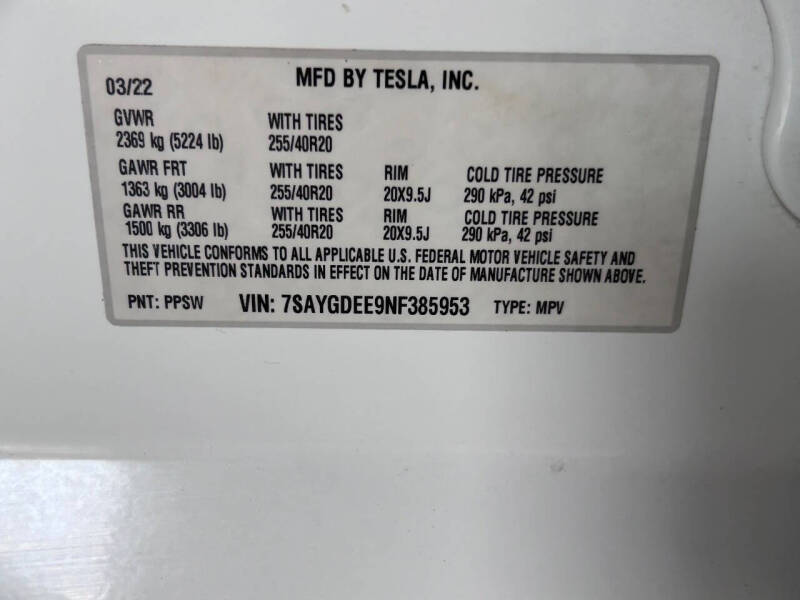 03/22 MFD BY TESLA, INC.
GVWR WITH TIRES
2369 kg (5224 lb) 255/40R20
GAWR FRT WITH TIRES RIM COLD TIRE PRESSURE
1363 kg (3004 lb) 255/40R20 20X9.5J 290 kPa, 42 psi
GAWR RR WITH TIRES RIM COLD TIRE PRESSURE
1500 kg (3306 lb) 255/40R20 20X9.5J 290 kPa, 42 psi
THIS VEHICLE CONFORMS TO ALL APPLICABLE U.S. FEDERAL MOTOR VEHICLE SAFETY AND
THEFT PREVENTION STANDARDS IN EFFECT ON THE DATE OF MANUFACTURE SHOWN ABOVE.
PNT: PPSW VIN: 7SAYGDEE9NF385953 TYPE: MPV